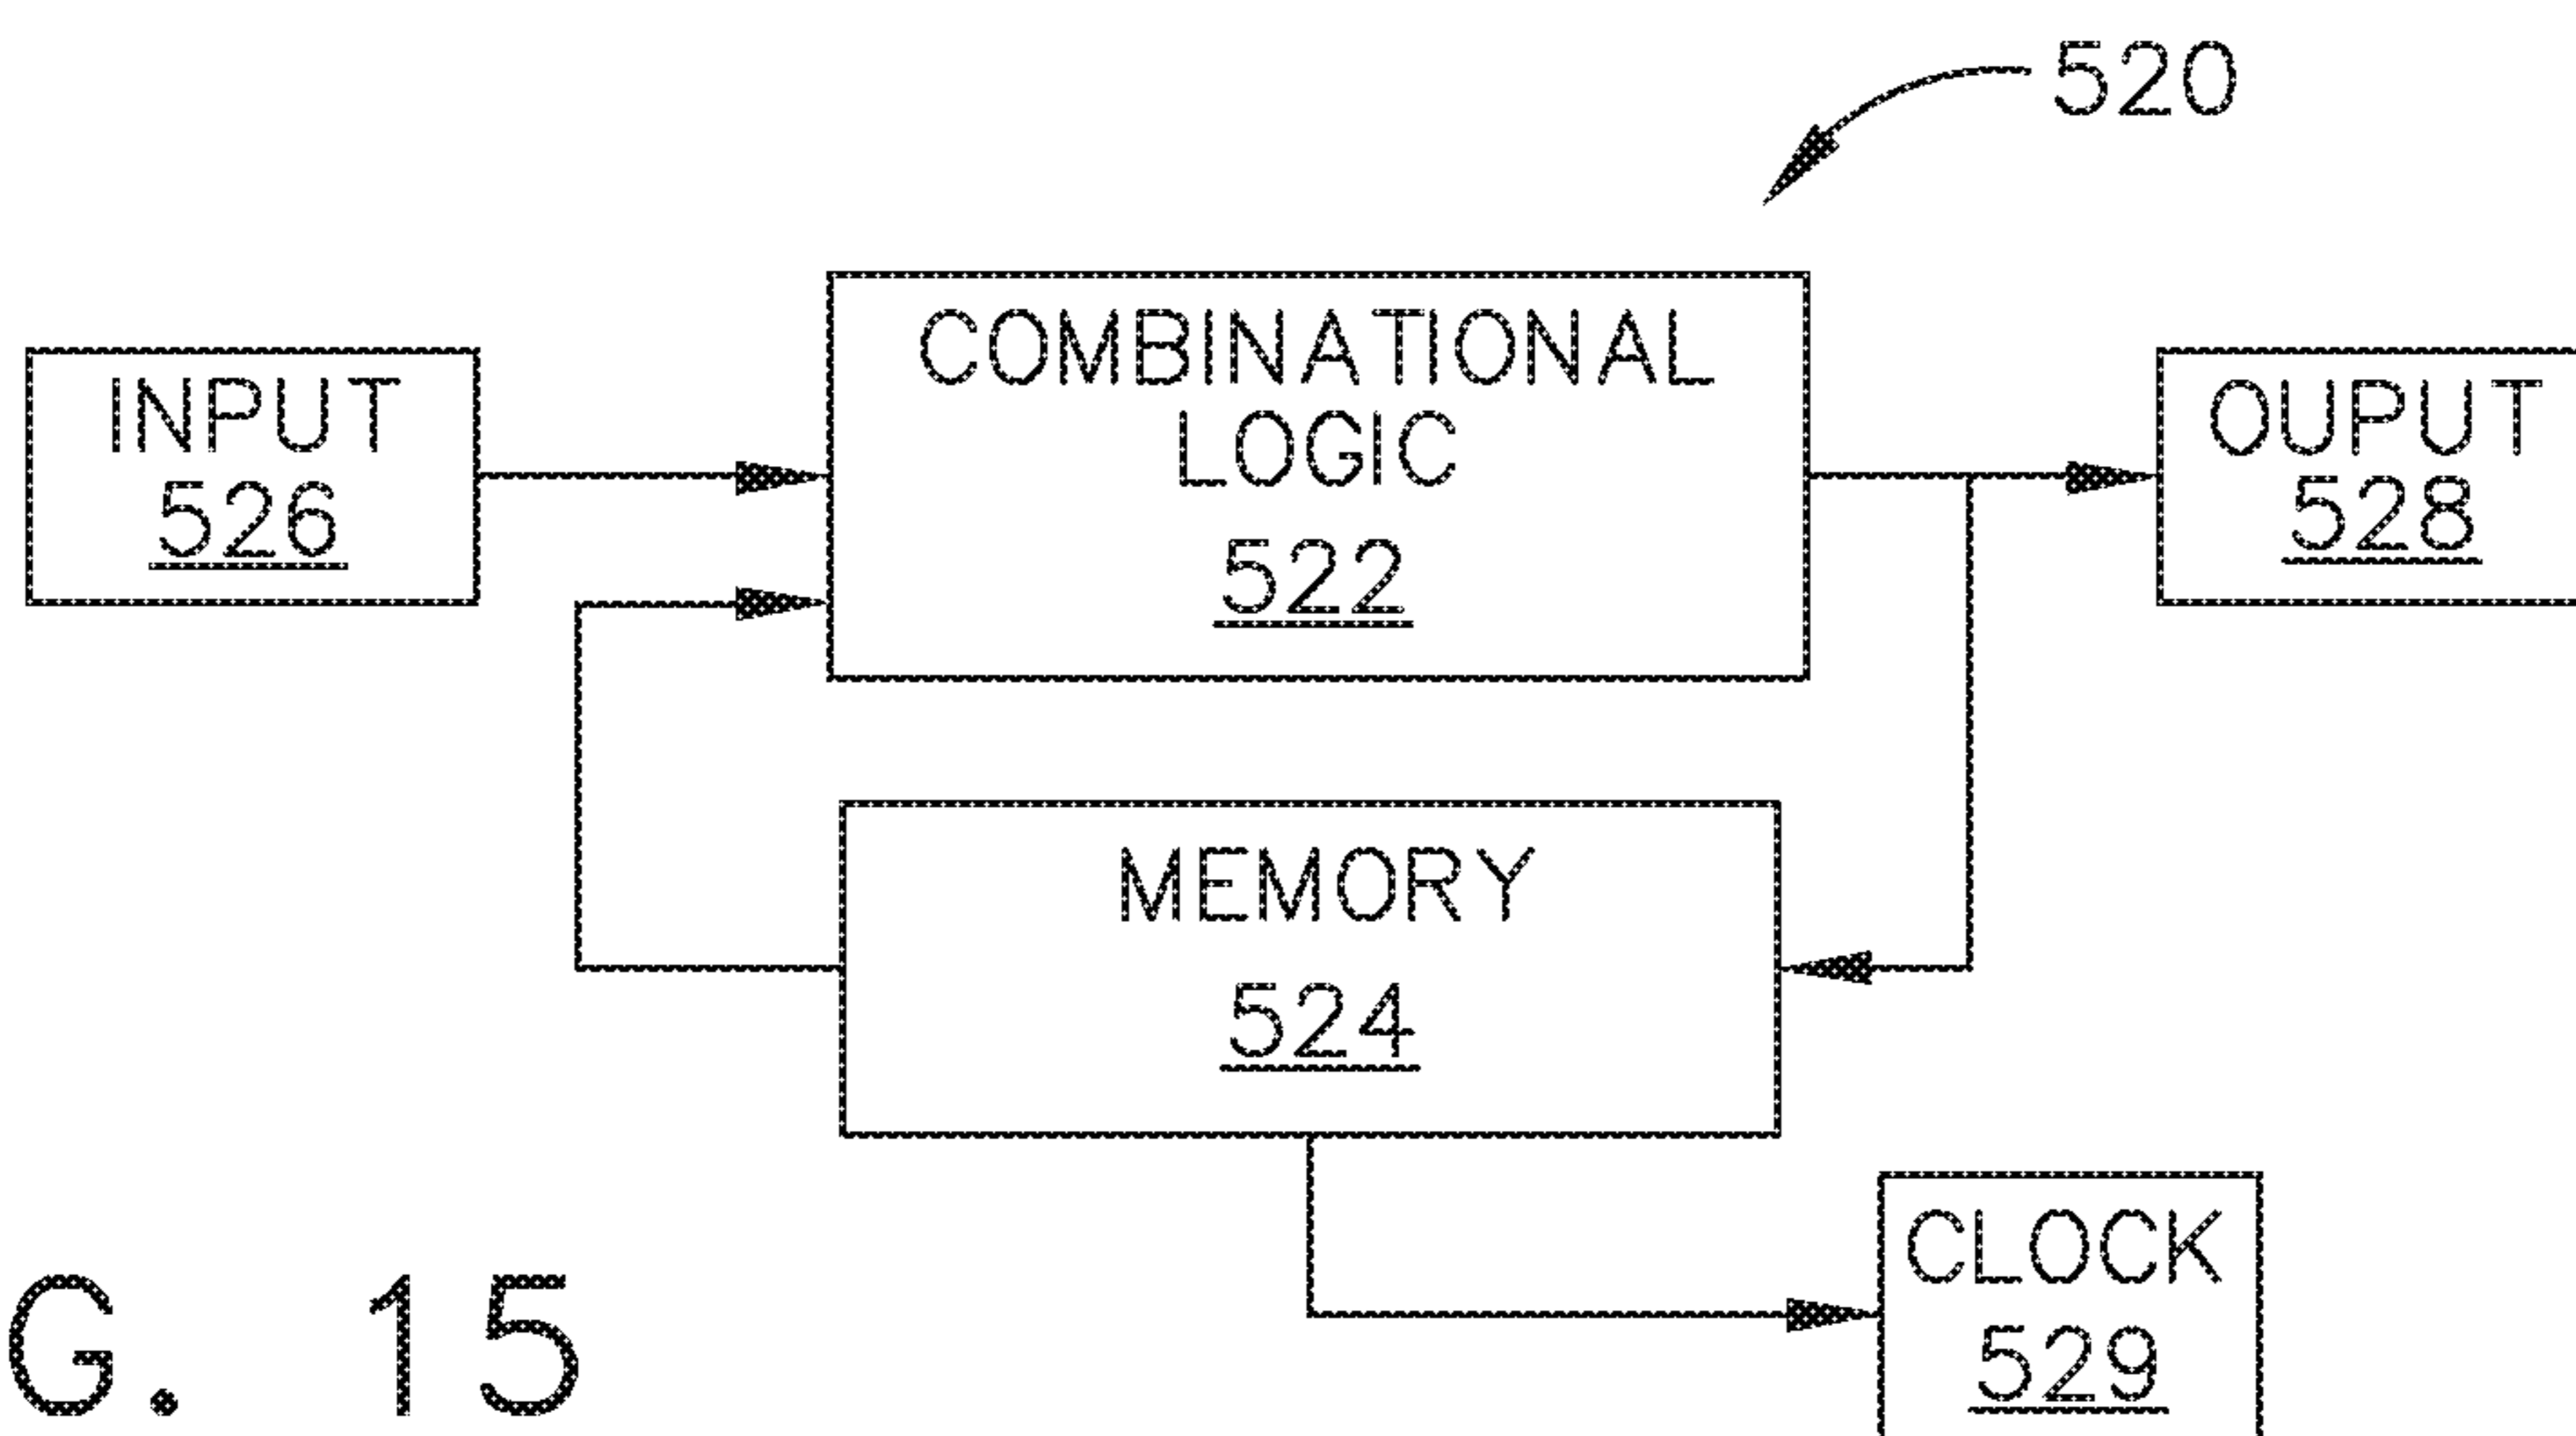 520
INPUT
526
COMBINATIONAL
LOGIC
522
OUPUT
528
MEMORY
524
CLOCK
529
G. 15